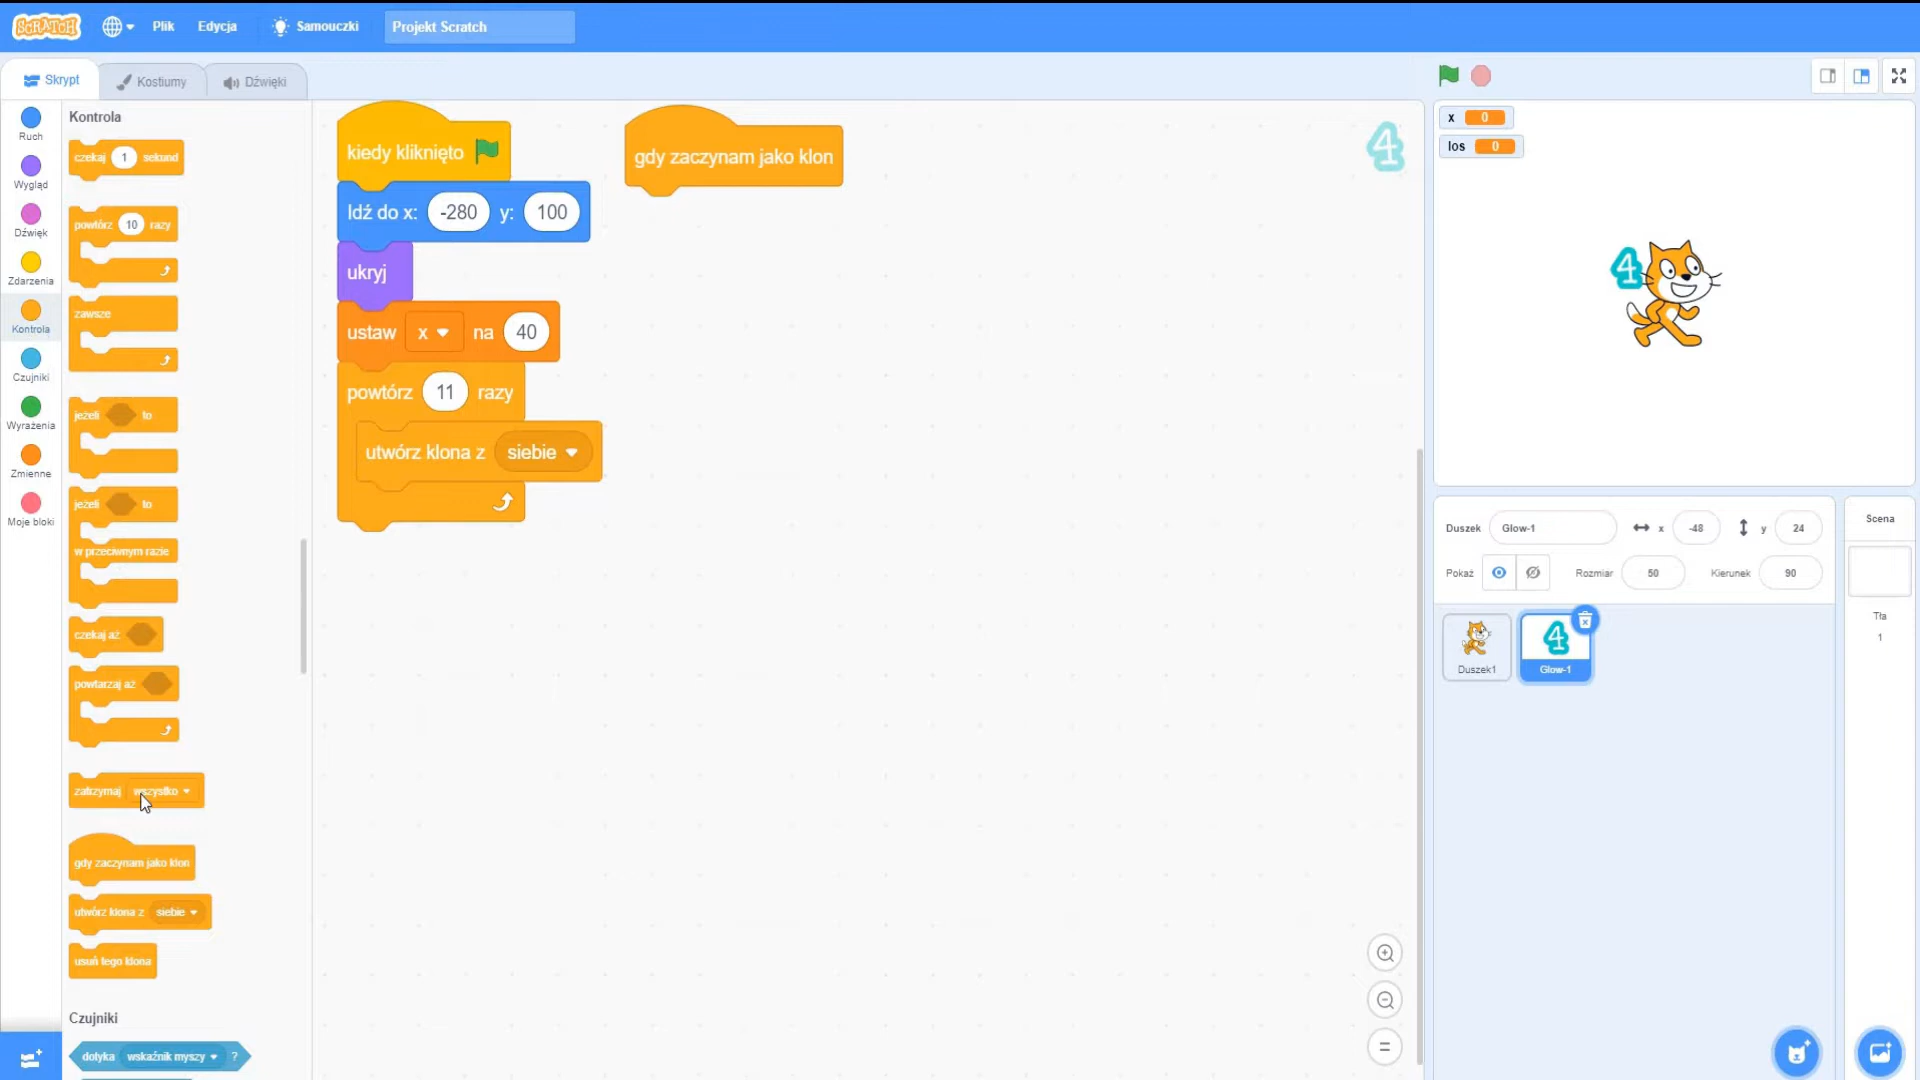 SCRATCH
Plik
Edycja
Samouczki
Projekt Scratch
Skrypt
Kostiumy
Dźwięki
Ruch
Wygląd
Dźwięk
Zdarzenia
Kontrola
Czujniki
Wyrażenia
Zmienne
Moje bloki
Kontrola
czekaj 1 sekund
powtórz 10 razy
zawsze
jeżeli to
jeżeli to
w przeciwnym razie
czekaj aż
powtarzaj aż
zatrzymaj wszystko
gdy zaczynam jako klon
utwórz klona z siebie
usuń tego klona
Czujniki
dotyka wskaźnik myszy ?
kiedy kliknięto
Idź do x: -280 y: 100
ukryj
ustaw x na 40
powtórz 11 razy
utwórz klona z siebie
gdy zaczynam jako klon
4
x 0
los 0
4
Duszek Glow-1 x -48 y 24
Pokaż Rozmiar 50 Kierunek 90
Duszek1
4
Glow-1
Scena
Tła
1